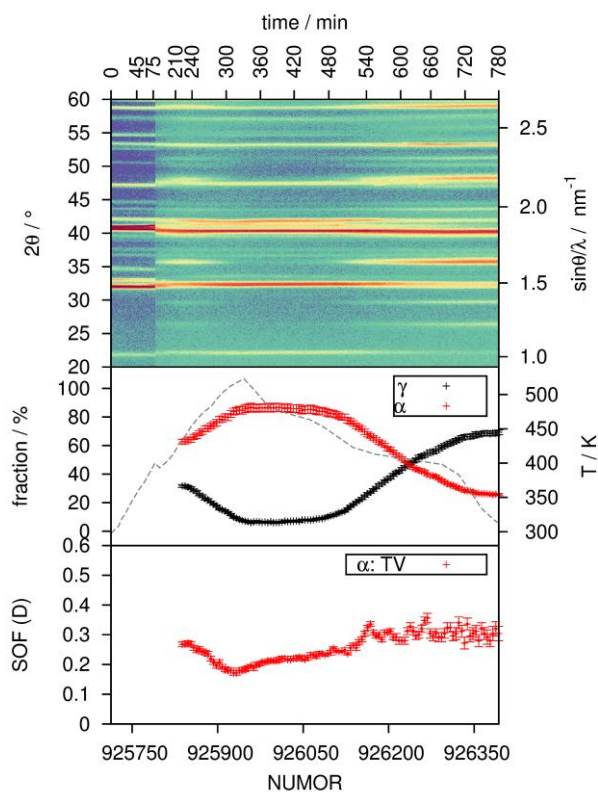 time / min
0 45 75 210 240 300 360 420 480 540 600 660 720 780
60
55
50
45
40
35
30
25
20
2θ / °
2.5
2.0
1.5
1.0
sinθ/λ / nm⁻¹
100
80
60
40
20
0
fraction / %
γ
α
500
450
400
350
300
T / K
0.6
0.5
0.4
0.3
0.2
0.1
0
SOF (D)
α: TV
925750 925900 926050 926200 926350
NUMOR